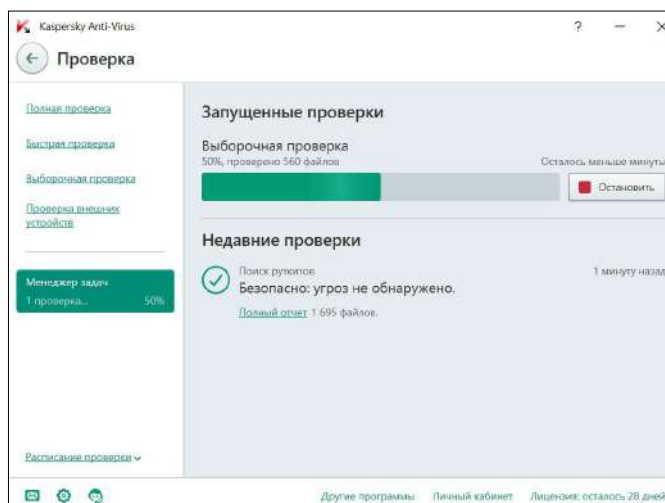 Kaspersky Anti-Virus
?
Проверка
Полная проверка
Быстрая проверка
Выборочная проверка
Проверка внешних
устройств
Менеджер задач
1 проверка... 50%
Расписание проверки
Запущенные проверки
Выборочная проверка
50%, проверено 560 файлов
Осталось меньше минуты
Остановить
Недавние проверки
Поиск руткитов
1 минуту назад
Безопасно: угроз не обнаружено.
Полный отчет 1 695 файлов.
Другие программы Личный кабинет Лицензия: осталось 28 дней